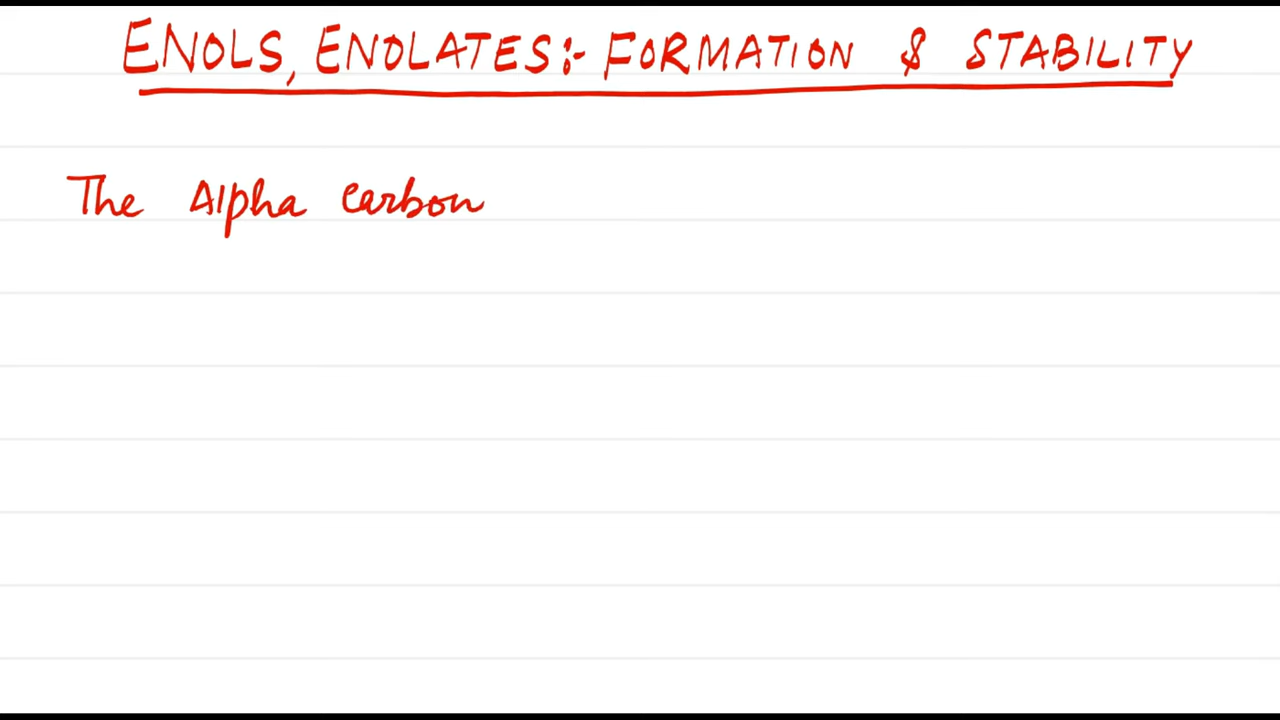 ENOLS, ENOLATES:- FORMATION & STABILITY
The Alpha Carbon